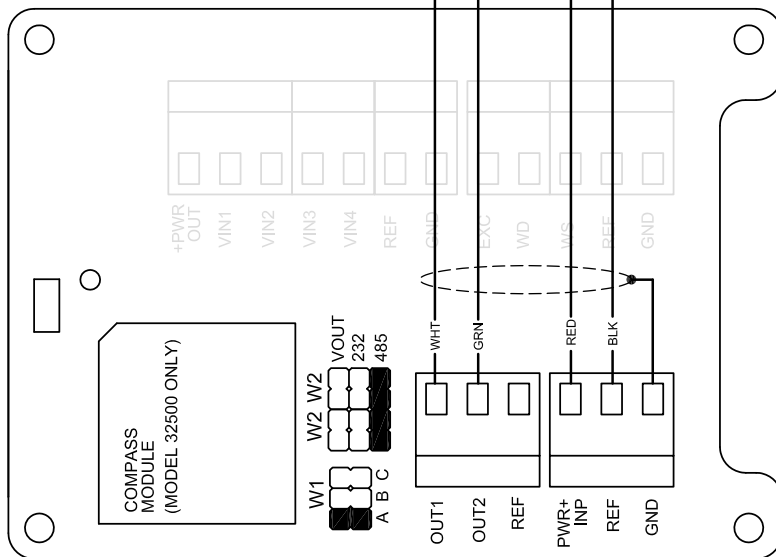 +PWR
OUT
VIN1
VIN2
VIN3
VIN4
REF
GND
EXC
WD
WS
REF
GND
WHT
GRN
RED
BLK
COMPASS
MODULE
(MODEL 32500 ONLY)
W2 W2
VOUT
232
485
W1
A B C
OUT1
OUT2
REF
PWR+
INP
REF
GND